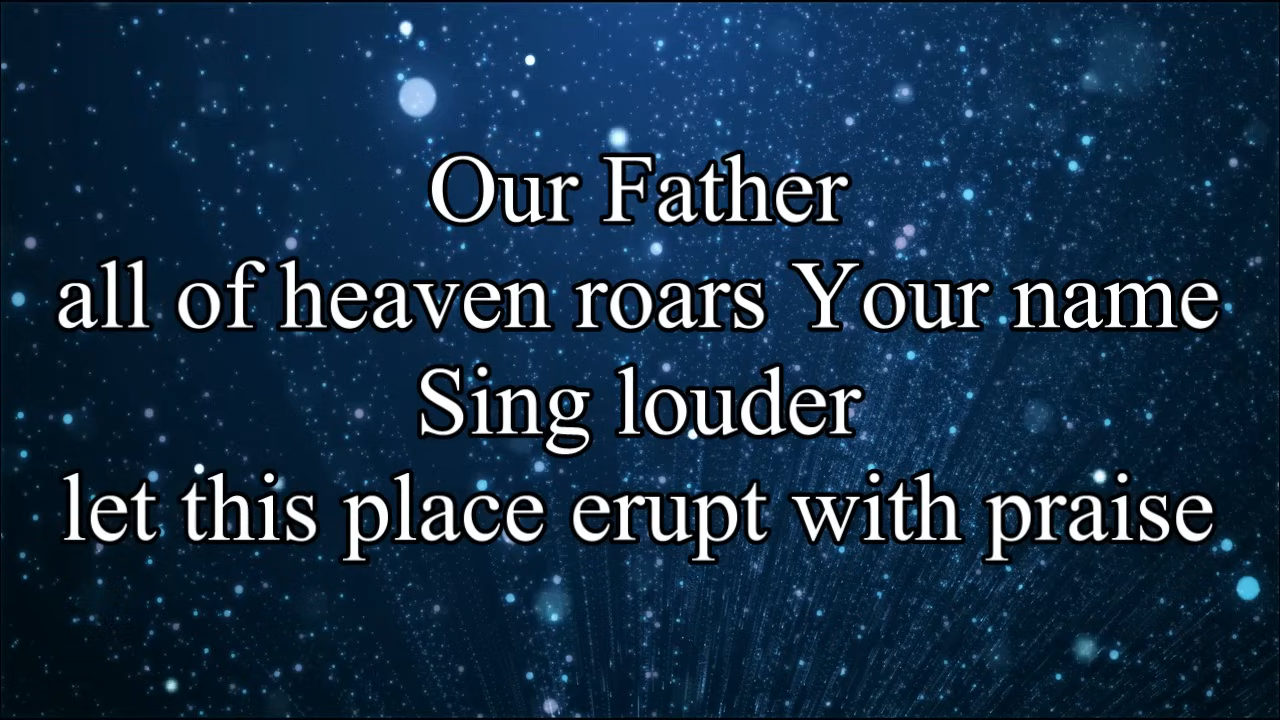 Our Father
all of heaven roars Your name
Sing louder
let this place erupt with praise